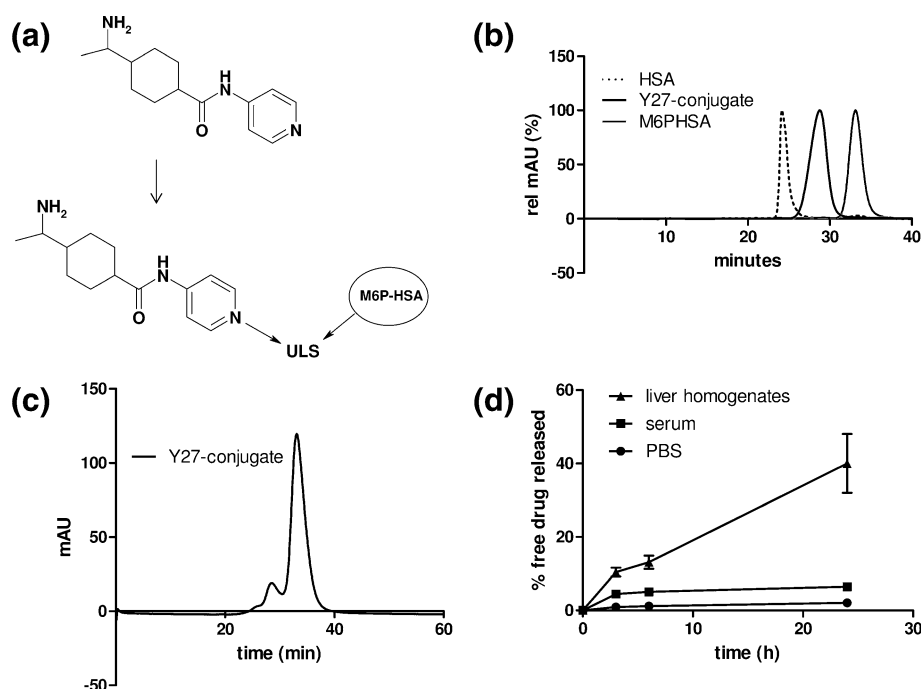 (a)
NH2
H
N
O
N
NH2
H
N
O
N
M6P-HSA
ULS
(b)
150
100
50
0
-50
rel mAU (%)
HSA
Y27-conjugate
M6PHSA
10
20
30
40
minutes
(c)
150
100
50
0
-50
mAU
Y27-conjugate
20
40
60
time (min)
(d)
60
40
20
0
% free drug released
liver homogenates
serum
PBS
0
10
20
30
time (h)